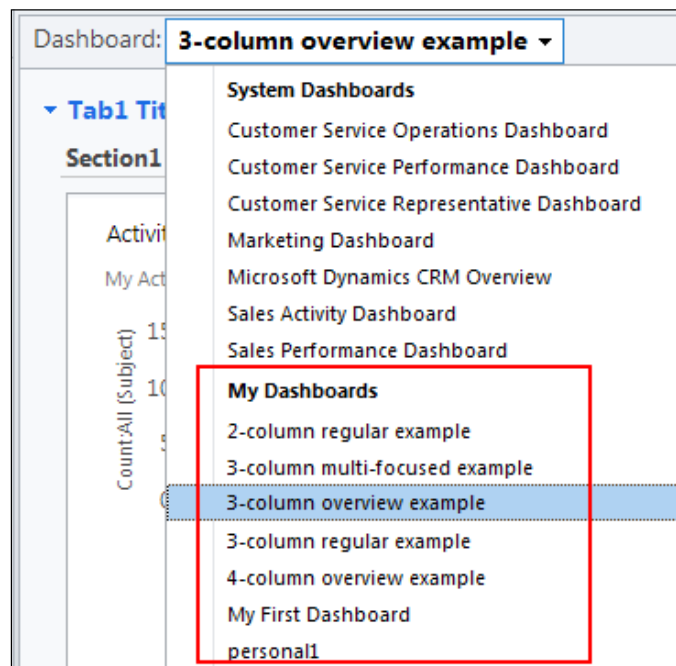 Dashboard: 3-column overview example
System Dashboards
Tab1 Tit
Customer Service Operations Dashboard
Section1
Customer Service Performance Dashboard
Customer Service Representative Dashboard
Activit
Marketing Dashboard
My Act
Microsoft Dynamics CRM Overview
15
Sales Activity Dashboard
Sales Performance Dashboard
10
My Dashboards
Count:All (Subject)
2-column regular example
5
3-column multi-focused example
3-column overview example
3-column regular example
4-column overview example
My First Dashboard
personal1